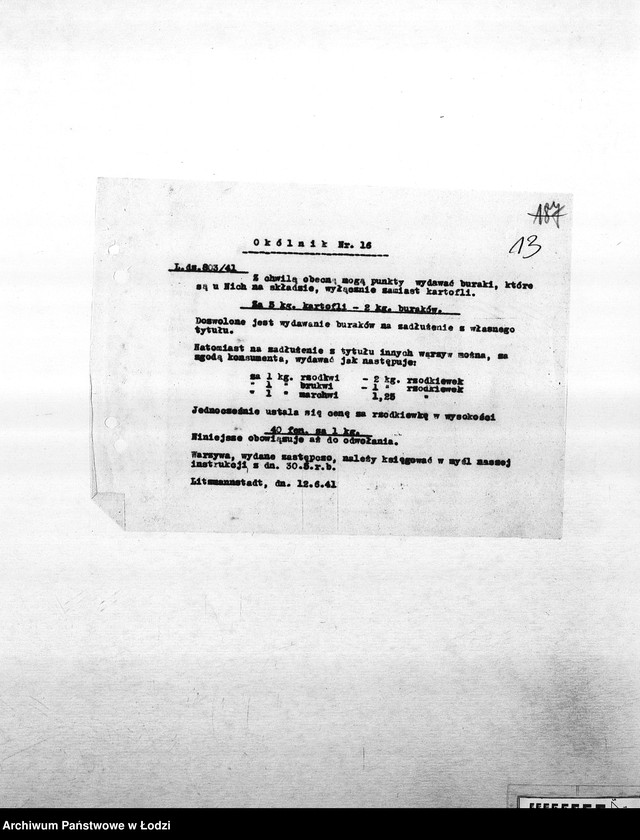 187
13
Okólnik Nr. 16
L.dz.803/41
Z chwilą obecną mogą punkty wydawać buraki, które
są u Nich na składzie, wyłącznie zamiast kartofli.
Za 5 kg. kartofli - 2 kg. buraków.
Dozwolone jest wydawanie buraków na zadłużenie z własnego
tytułu.
Natomiast na zadłużenie z tytułu innych warzyw można, za
zgodą konsumenta, wydawać jak następuje:
za 1 kg. rzodkwi - 2 kg. rzodkiewek
" 1 " brukwi - 1 " rzodkiewek
" 1 " marchwi 1,25 "
Jednocześnie ustala się cenę za rzodkiewkę w wysokości
40 fen. za 1 kg.
Niniejsze obowiązuje aż do odwołania.
Warzywa, wydane zastępczo, należy księgować w myśl naszej
instrukcji z dn. 30.5.r.b.
Litzmannstadt, dn. 12.6.41
Archiwum Państwowe w Łodzi